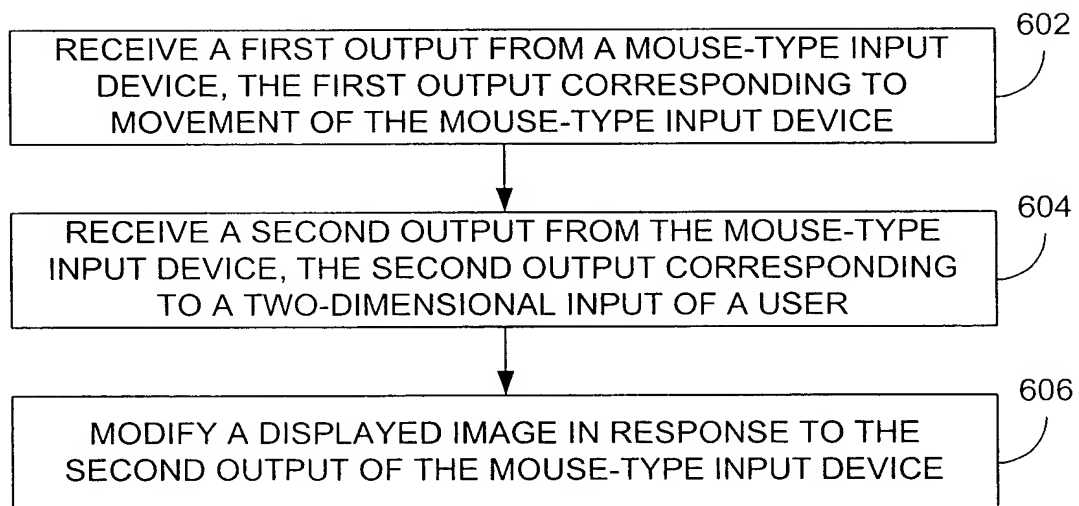 602
RECEIVE A FIRST OUTPUT FROM A MOUSE-TYPE INPUT
DEVICE, THE FIRST OUTPUT CORRESPONDING TO
MOVEMENT OF THE MOUSE-TYPE INPUT DEVICE
604
RECEIVE A SECOND OUTPUT FROM THE MOUSE-TYPE
INPUT DEVICE, THE SECOND OUTPUT CORRESPONDING
TO A TWO-DIMENSIONAL INPUT OF A USER
606
MODIFY A DISPLAYED IMAGE IN RESPONSE TO THE
SECOND OUTPUT OF THE MOUSE-TYPE INPUT DEVICE